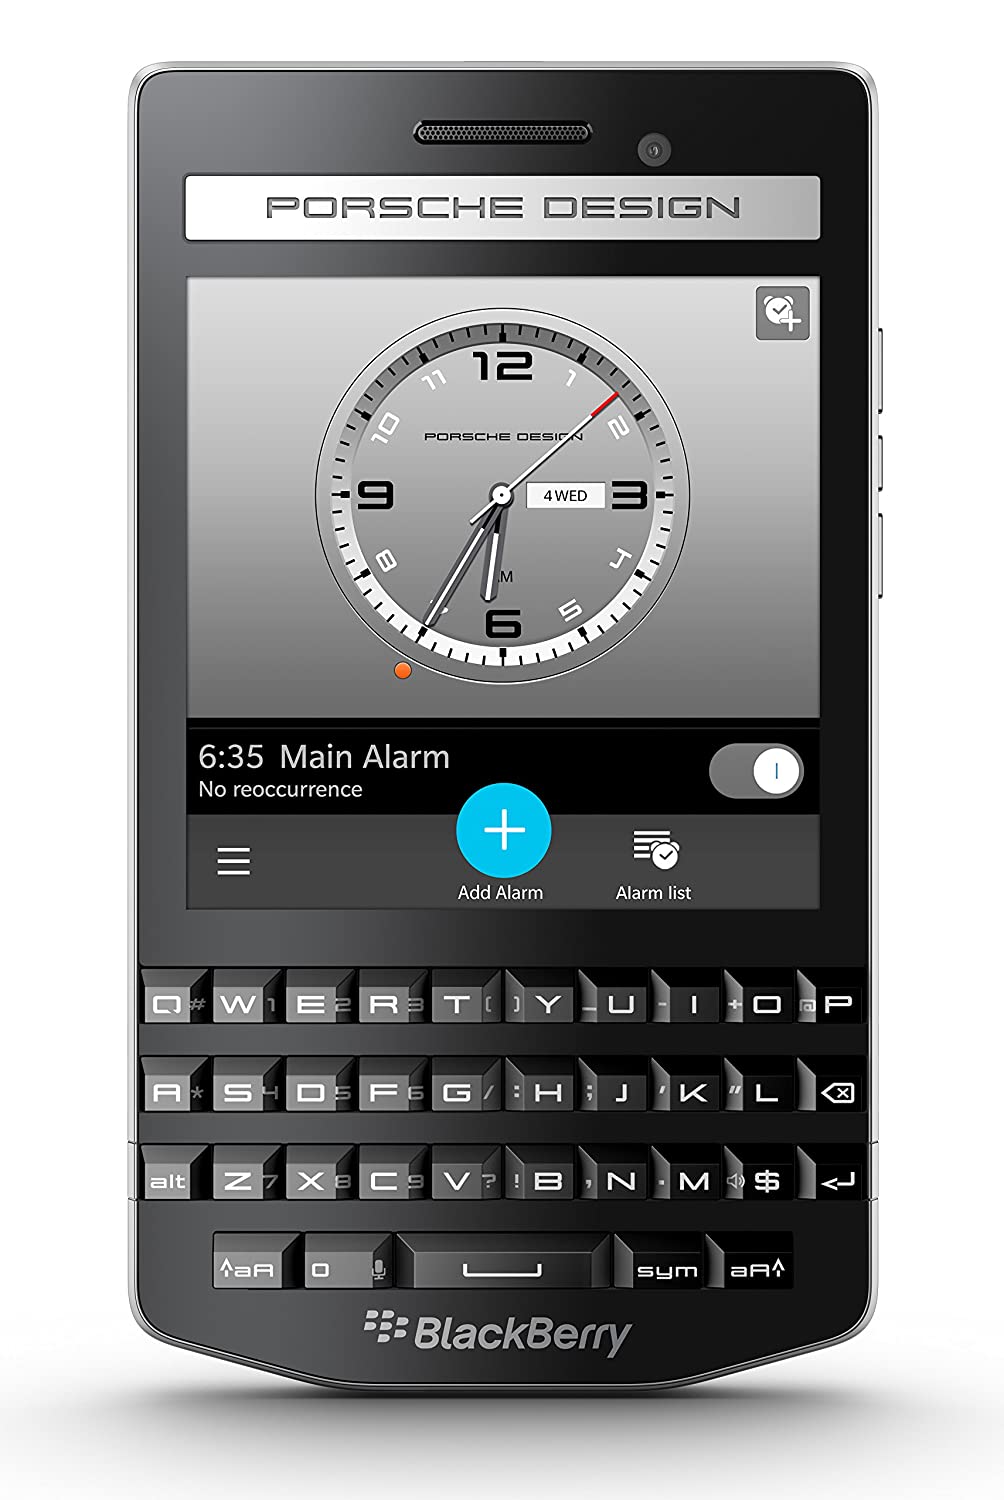 PORSCHE DESIGN
12
11 1
10 2
PORSCHE DESIGN
9 4 WED 3
8 4
5
6
6:35 Main Alarm
No reoccurrence
Add Alarm Alarm list
Q # W 1 E 2 R 3 T ( ) Y _ U - I + O @ P
A * S 4 D 5 F 6 G / : H ; J ' K " L
alt Z 7 X 8 C 9 V ? ! B , N . M $
aA 0 sym aA
BlackBerry